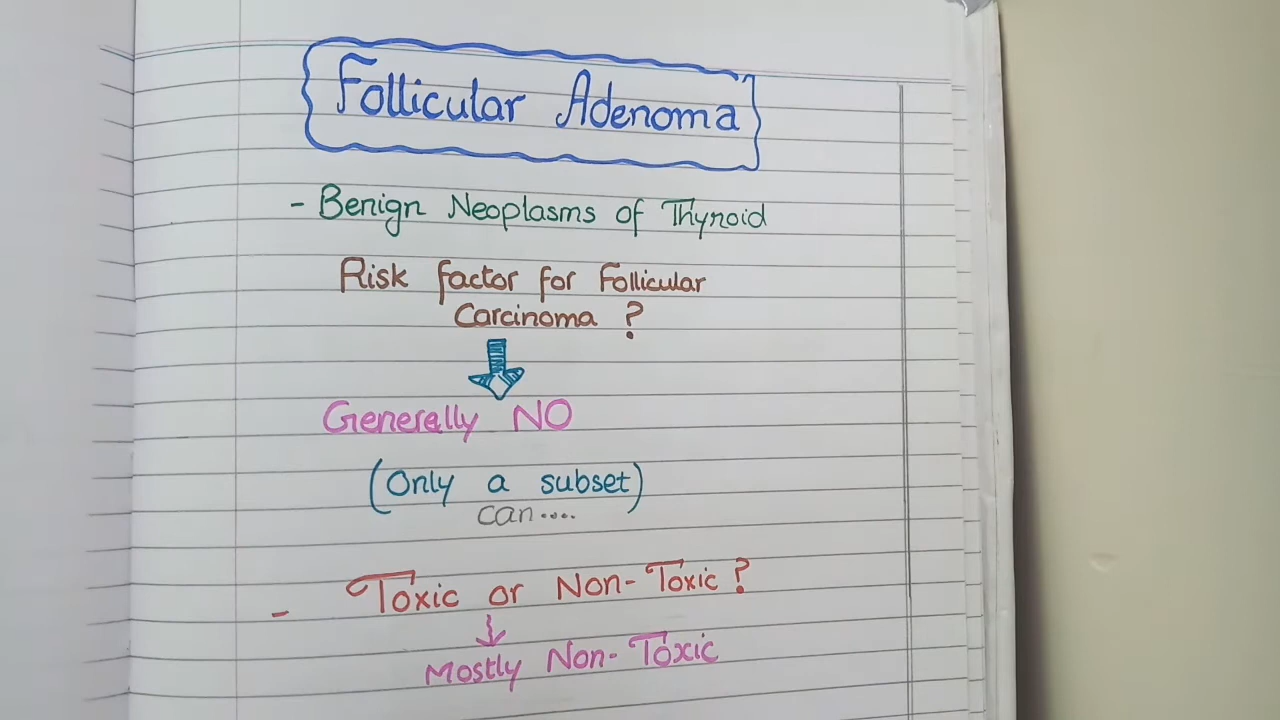 Follicular Adenoma
- Benign Neoplasms of Thyroid
Risk factor for Follicular
Carcinoma ?
Generally NO
(Only a subset)
can....
- Toxic or Non-Toxic?
Mostly Non-Toxic